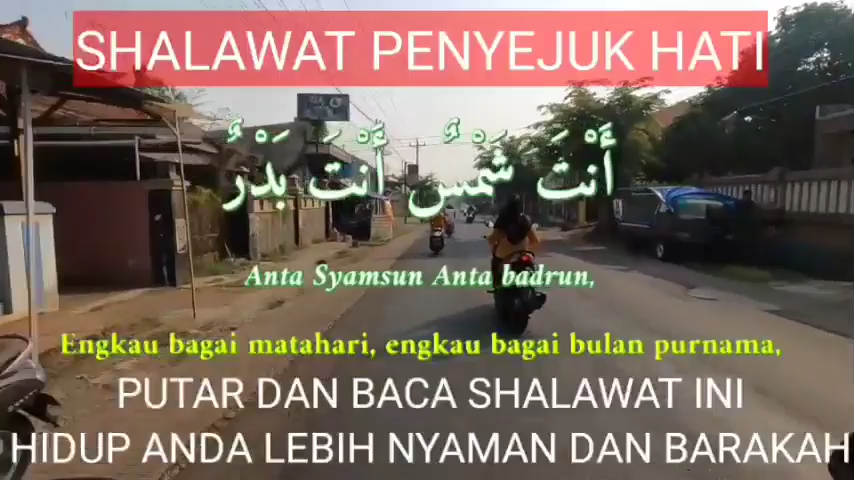 SHALAWAT PENYEJUK HATI
أَنْتَ شَمْسٌ أَنْتَ بَدْرٌ
Anta Syamsun Anta badrun,
Engkau bagai matahari, engkau bagai bulan purnama,
PUTAR DAN BACA SHALAWAT INI
HIDUP ANDA LEBIH NYAMAN DAN BARAKAH